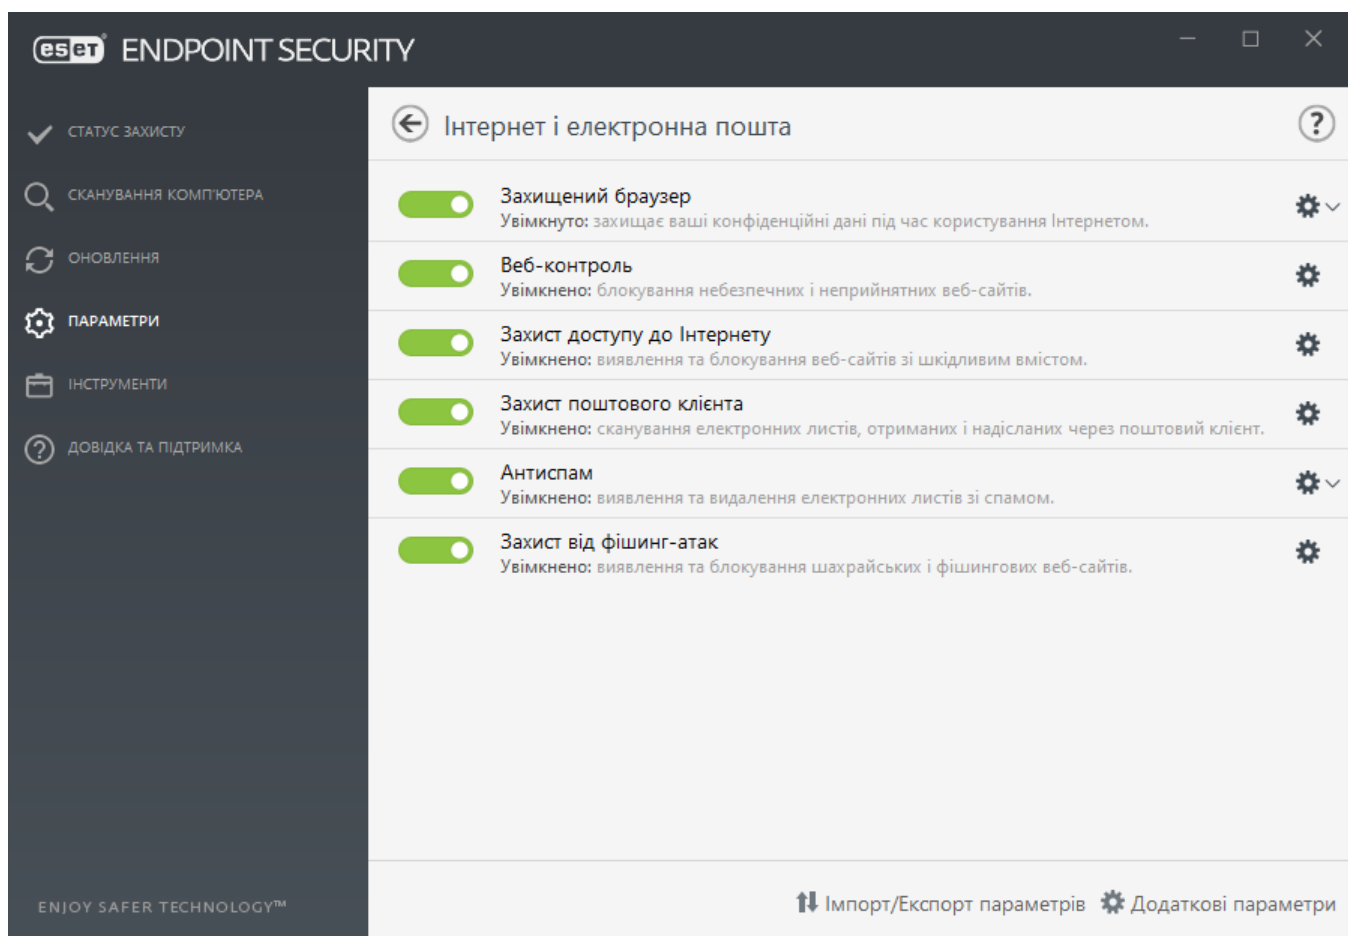 eset ENDPOINT SECURITY
СТАТУС ЗАХИСТУ
СКАНУВАННЯ КОМП'ЮТЕРА
ОНОВЛЕННЯ
ПАРАМЕТРИ
ІНСТРУМЕНТИ
ДОВІДКА ТА ПІДТРИМКА
ENJOY SAFER TECHNOLOGY™
Інтернет і електронна пошта
Захищений браузер
Увімкнуто: захищає ваші конфіденційні дані під час користування Інтернетом.
Веб-контроль
Увімкнено: блокування небезпечних і неприйнятних веб-сайтів.
Захист доступу до Інтернету
Увімкнено: виявлення та блокування веб-сайтів зі шкідливим вмістом.
Захист поштового клієнта
Увімкнено: сканування електронних листів, отриманих і надісланих через поштовий клієнт.
Антиспам
Увімкнено: виявлення та видалення електронних листів зі спамом.
Захист від фішинг-атак
Увімкнено: виявлення та блокування шахрайських і фішингових веб-сайтів.
Імпорт/Експорт параметрів Додаткові параметри